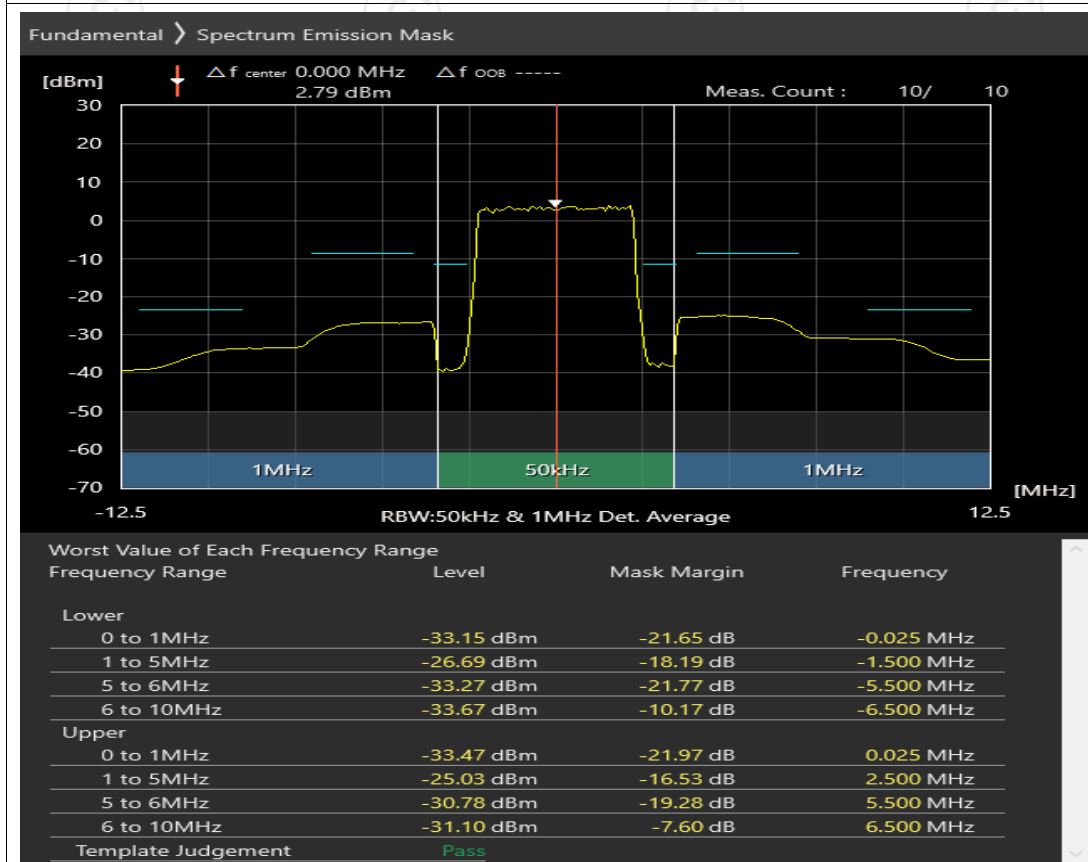 Fundamental 〉 Spectrum Emission Mask
[dBm] Δf center 0.000 MHz Δf OOB -----
2.79 dBm Meas. Count : 10/ 10
30
20
10
0
-10
-20
-30
-40
-50
-60
1MHz 50kHz 1MHz
-70
[MHz]
-12.5 RBW:50kHz & 1MHz Det. Average 12.5
Worst Value of Each Frequency Range
Frequency Range Level Mask Margin Frequency
Lower
0 to 1MHz -33.15 dBm -21.65 dB -0.025 MHz
1 to 5MHz -26.69 dBm -18.19 dB -1.500 MHz
5 to 6MHz -33.27 dBm -21.77 dB -5.500 MHz
6 to 10MHz -33.67 dBm -10.17 dB -6.500 MHz
Upper
0 to 1MHz -33.47 dBm -21.97 dB 0.025 MHz
1 to 5MHz -25.03 dBm -16.53 dB 2.500 MHz
5 to 6MHz -30.78 dBm -19.28 dB 5.500 MHz
6 to 10MHz -31.10 dBm -7.60 dB 6.500 MHz
Template Judgement Pass